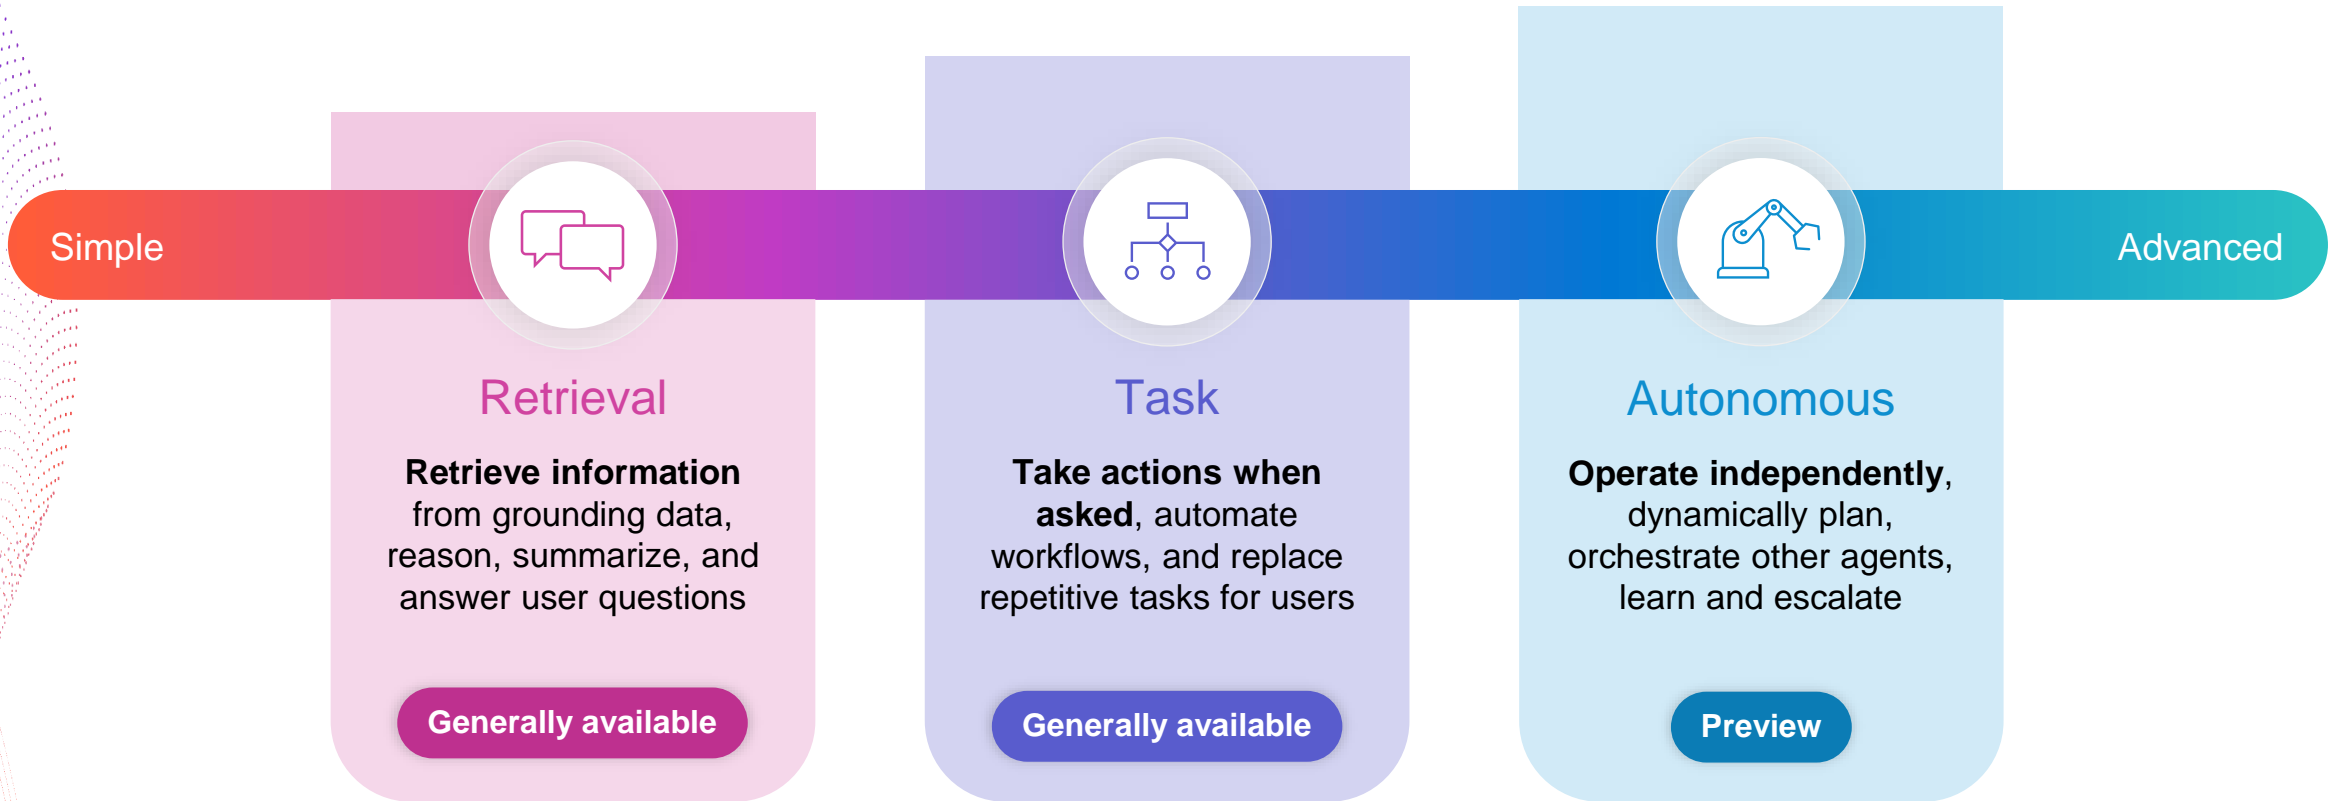 Simple
Advanced
Retrieval
Retrieve information
from grounding data,
reason, summarize, and
answer user questions
Generally available
Task
Take actions when
asked, automate
workflows, and replace
repetitive tasks for users
Generally available
Autonomous
Operate independently,
dynamically plan,
orchestrate other agents,
learn and escalate
Preview